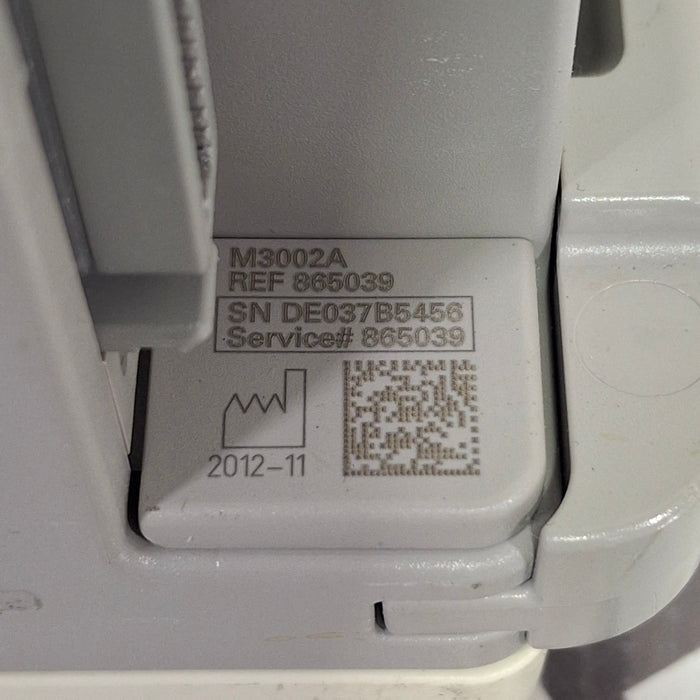 M3002A
REF 865039
SN DE037B5456
Service# 865039
2012-11